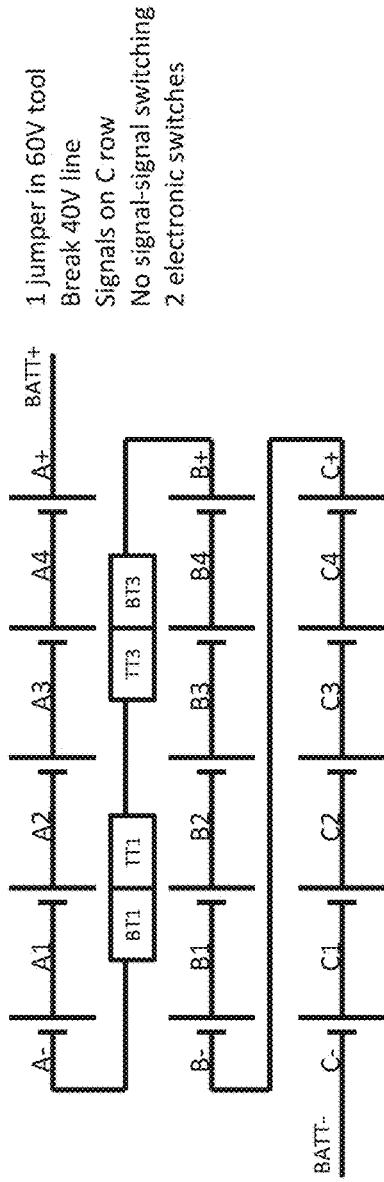 1 jumper in 60V tool
Break 40V line
Signals on C row
No signal-signal switching
2 electronic switches
A- A1 A2 A3 A4 A+ BATT+
BT1 TT1 TT3 BT3
B- B1 B2 B3 B4 B+
BATT- C- C1 C2 C3 C4 C+